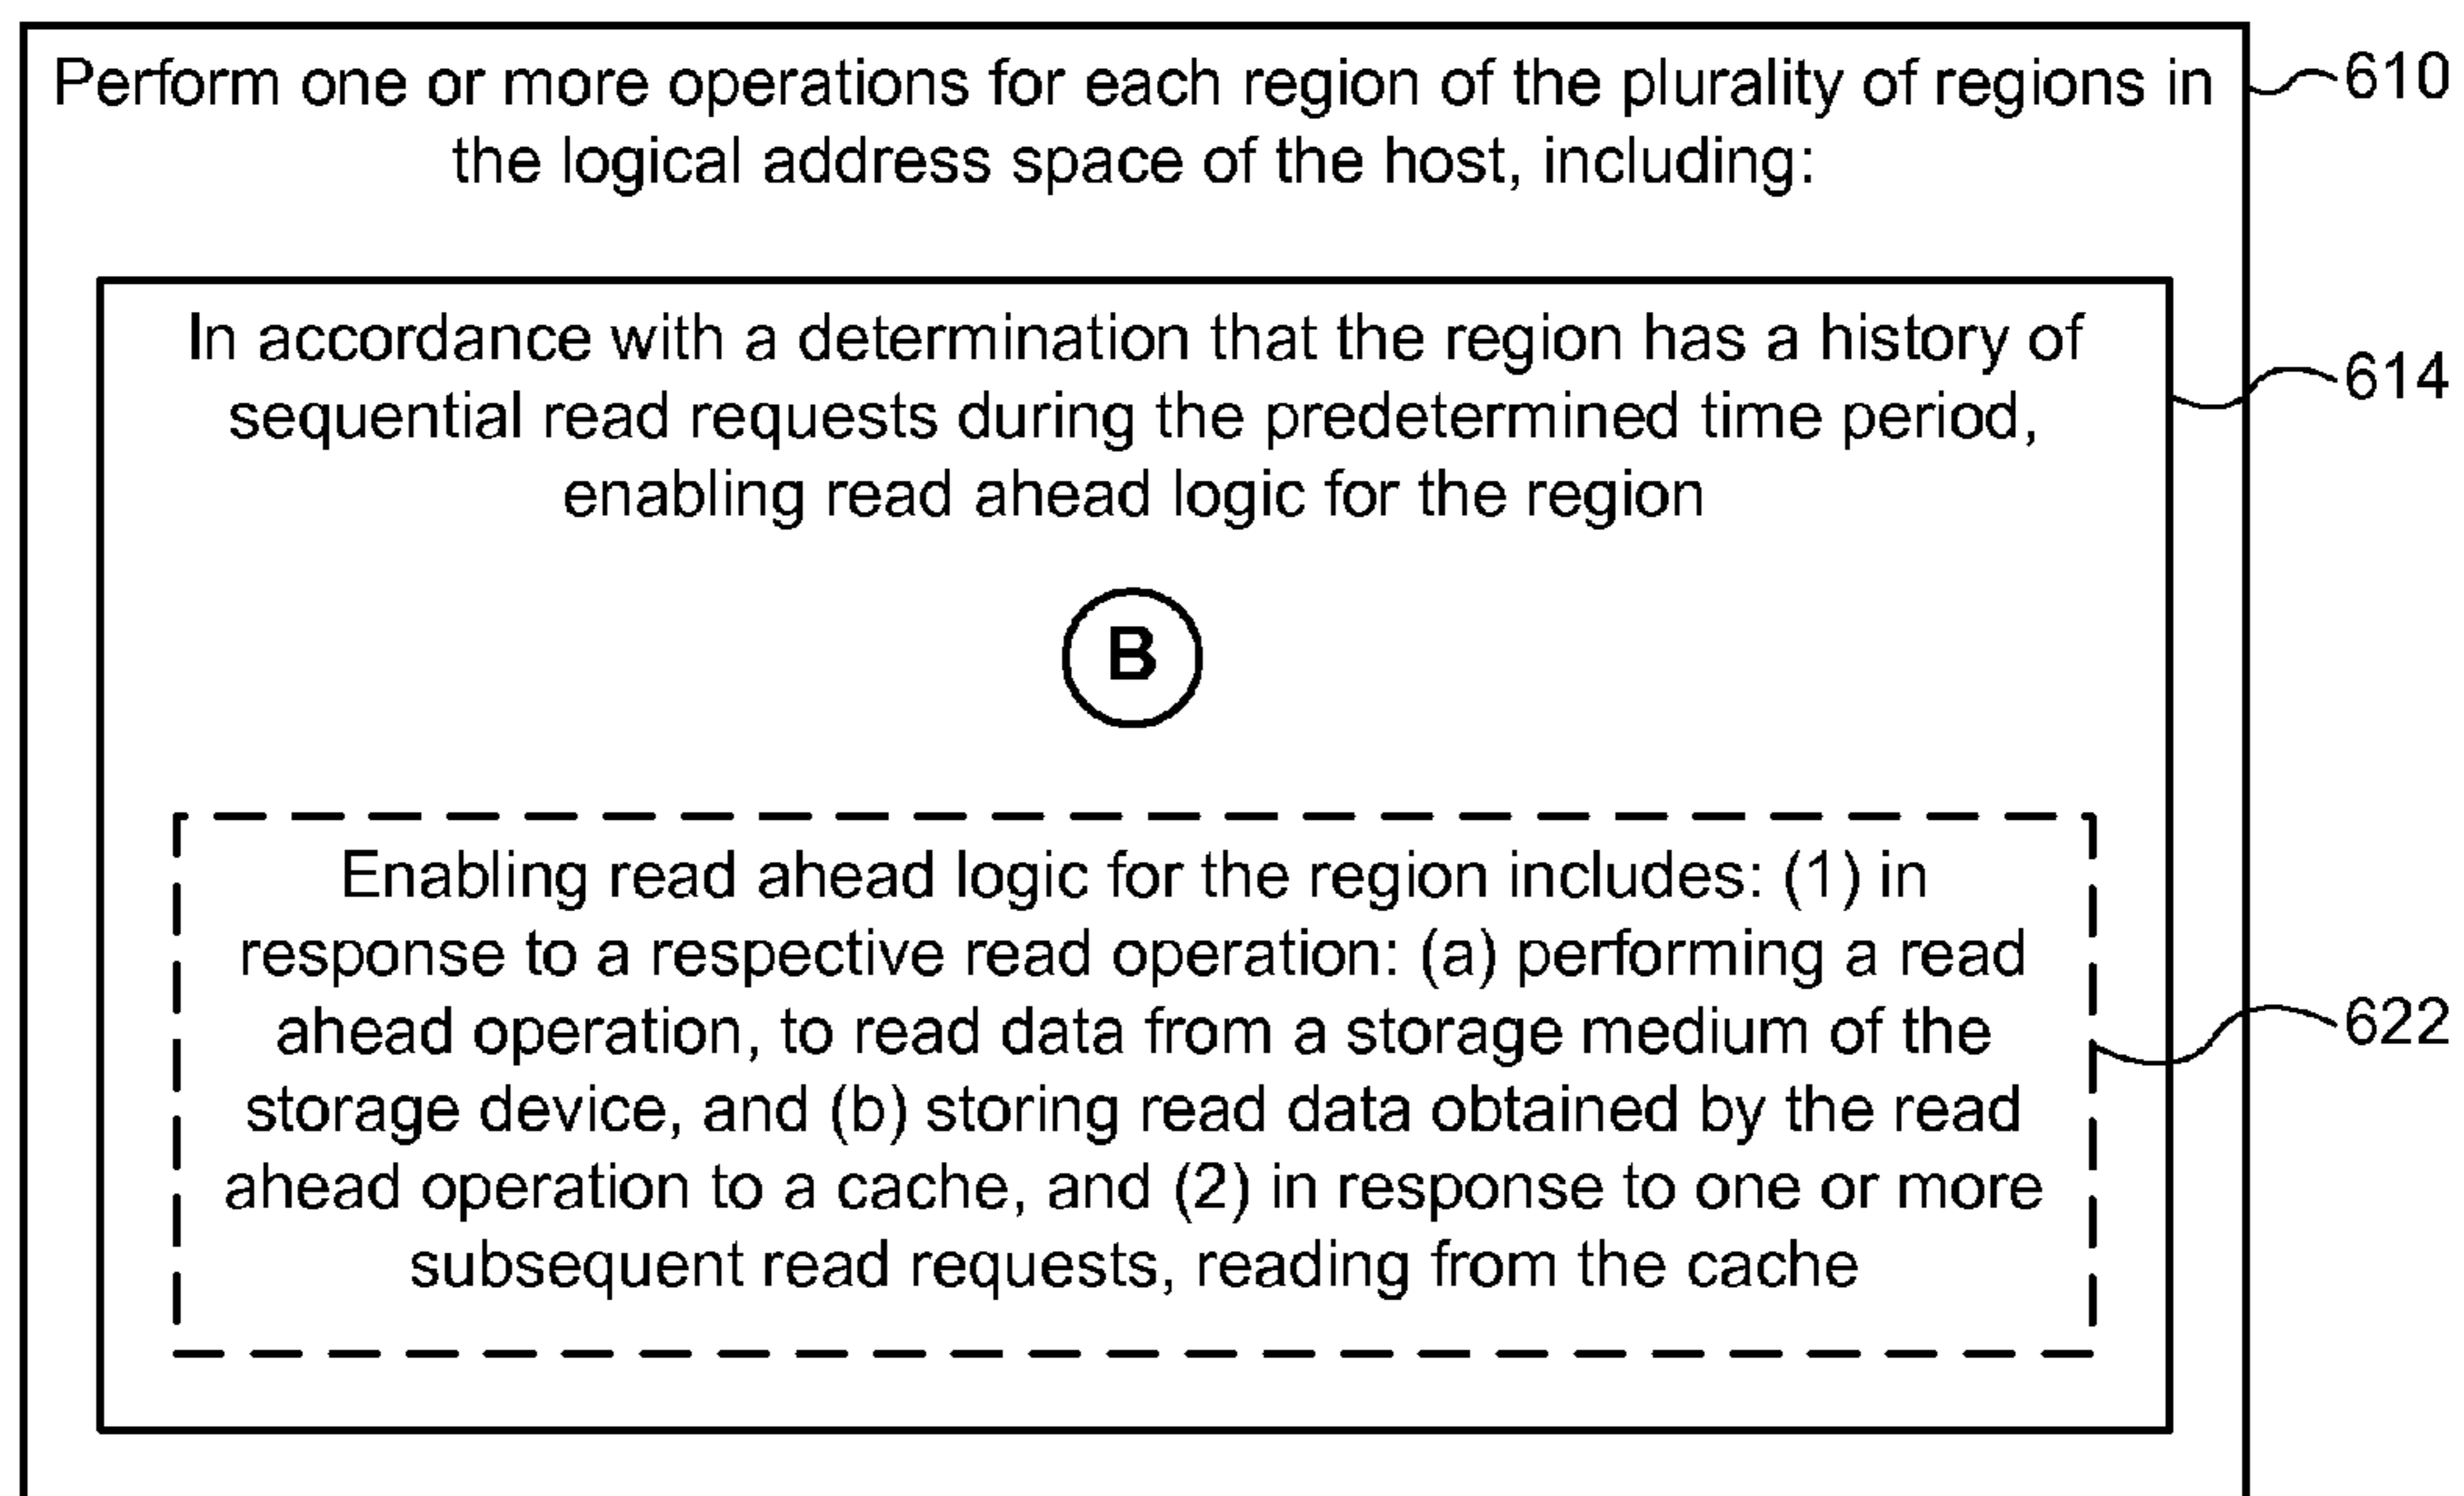 Perform one or more operations for each region of the plurality of regions in
the logical address space of the host, including:
610
In accordance with a determination that the region has a history of
sequential read requests during the predetermined time period,
enabling read ahead logic for the region
614
B
Enabling read ahead logic for the region includes: (1) in
response to a respective read operation: (a) performing a read
ahead operation, to read data from a storage medium of the
storage device, and (b) storing read data obtained by the read
ahead operation to a cache, and (2) in response to one or more
subsequent read requests, reading from the cache
622